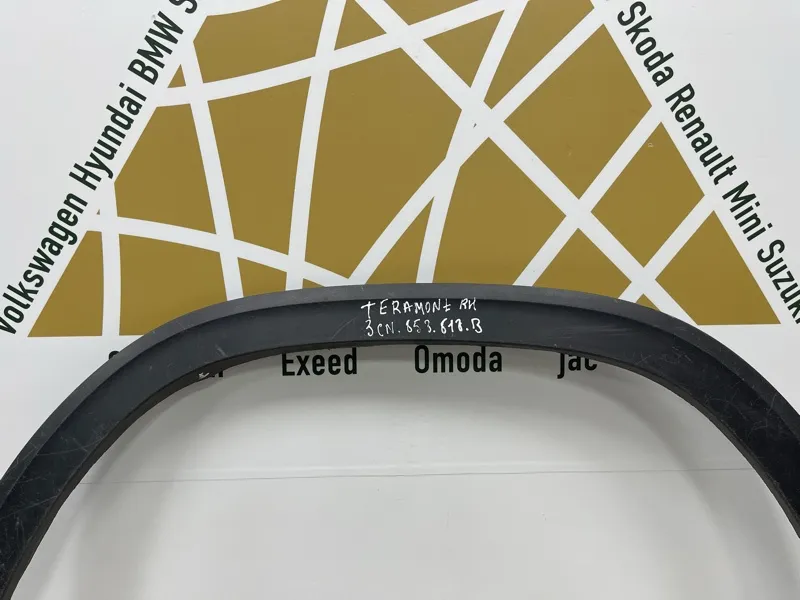 Volkswagen Hyundai BMW
Skoda Renault Mini Suzuki
Exeed Omoda Jac
TERAMONT RH
3CN.853.818.B